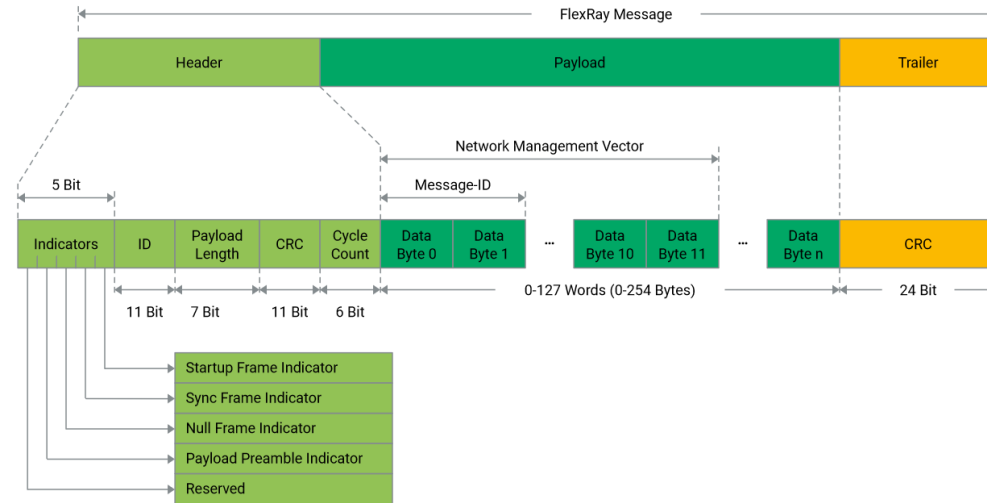 FlexRay Message
Header
Payload
Trailer
Network Management Vector
5 Bit
Message-ID
Indicators
ID
Payload
Length
CRC
Cycle
Count
Data
Byte 0
Data
Byte 1
...
Data
Byte 10
Data
Byte 11
...
Data
Byte n
CRC
11 Bit
7 Bit
11 Bit
6 Bit
0-127 Words (0-254 Bytes)
24 Bit
Startup Frame Indicator
Sync Frame Indicator
Null Frame Indicator
Payload Preamble Indicator
Reserved